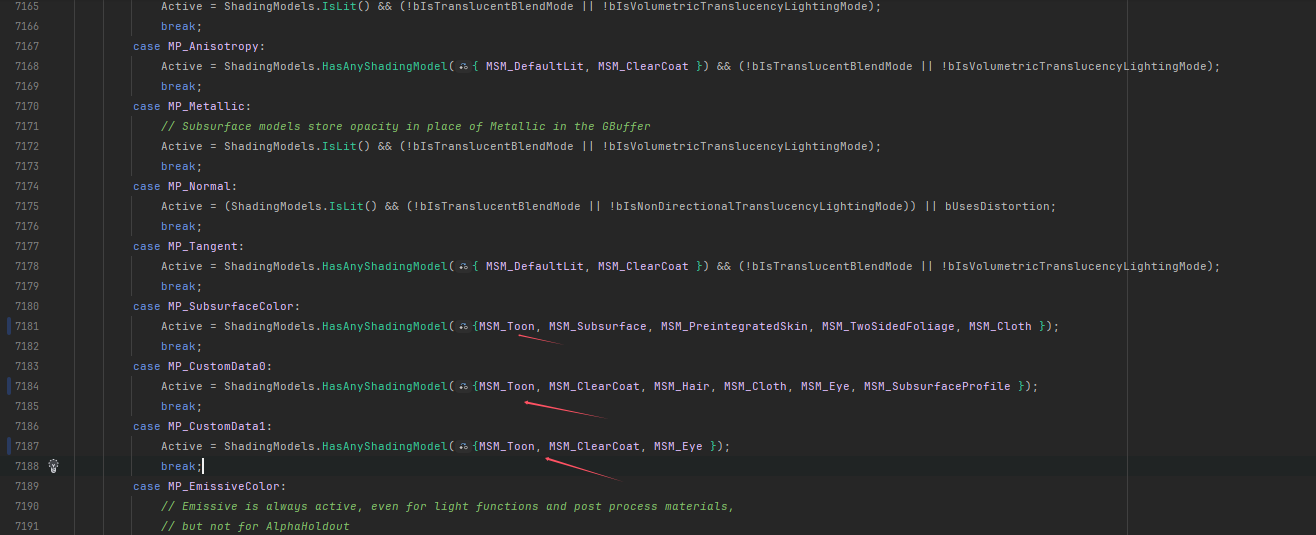 7165 Active = ShadingModels.IsLit() && (!bIsTranslucentBlendMode || !bIsVolumetricTranslucencyLightingMode);
7166 break;
7167 case MP_Anisotropy:
7168 Active = ShadingModels.HasAnyShadingModel({ MSM_DefaultLit, MSM_ClearCoat }) && (!bIsTranslucentBlendMode || !bIsVolumetricTranslucencyLightingMode);
7169 break;
7170 case MP_Metallic:
7171 // Subsurface models store opacity in place of Metallic in the GBuffer
7172 Active = ShadingModels.IsLit() && (!bIsTranslucentBlendMode || !bIsVolumetricTranslucencyLightingMode);
7173 break;
7174 case MP_Normal:
7175 Active = (ShadingModels.IsLit() && (!bIsTranslucentBlendMode || !bIsNonDirectionalTranslucencyLightingMode)) || bUsesDistortion;
7176 break;
7177 case MP_Tangent:
7178 Active = ShadingModels.HasAnyShadingModel({ MSM_DefaultLit, MSM_ClearCoat }) && (!bIsTranslucentBlendMode || !bIsVolumetricTranslucencyLightingMode);
7179 break;
7180 case MP_SubsurfaceColor:
7181 Active = ShadingModels.HasAnyShadingModel({MSM_Toon, MSM_Subsurface, MSM_PreintegratedSkin, MSM_TwoSidedFoliage, MSM_Cloth });
7182 break;
7183 case MP_CustomData0:
7184 Active = ShadingModels.HasAnyShadingModel({MSM_Toon, MSM_ClearCoat, MSM_Hair, MSM_Cloth, MSM_Eye, MSM_SubsurfaceProfile });
7185 break;
7186 case MP_CustomData1:
7187 Active = ShadingModels.HasAnyShadingModel({MSM_Toon, MSM_ClearCoat, MSM_Eye });
7188 break;
7189 case MP_EmissiveColor:
7190 // Emissive is always active, even for light functions and post process materials,
7191 // but not for AlphaHoldout